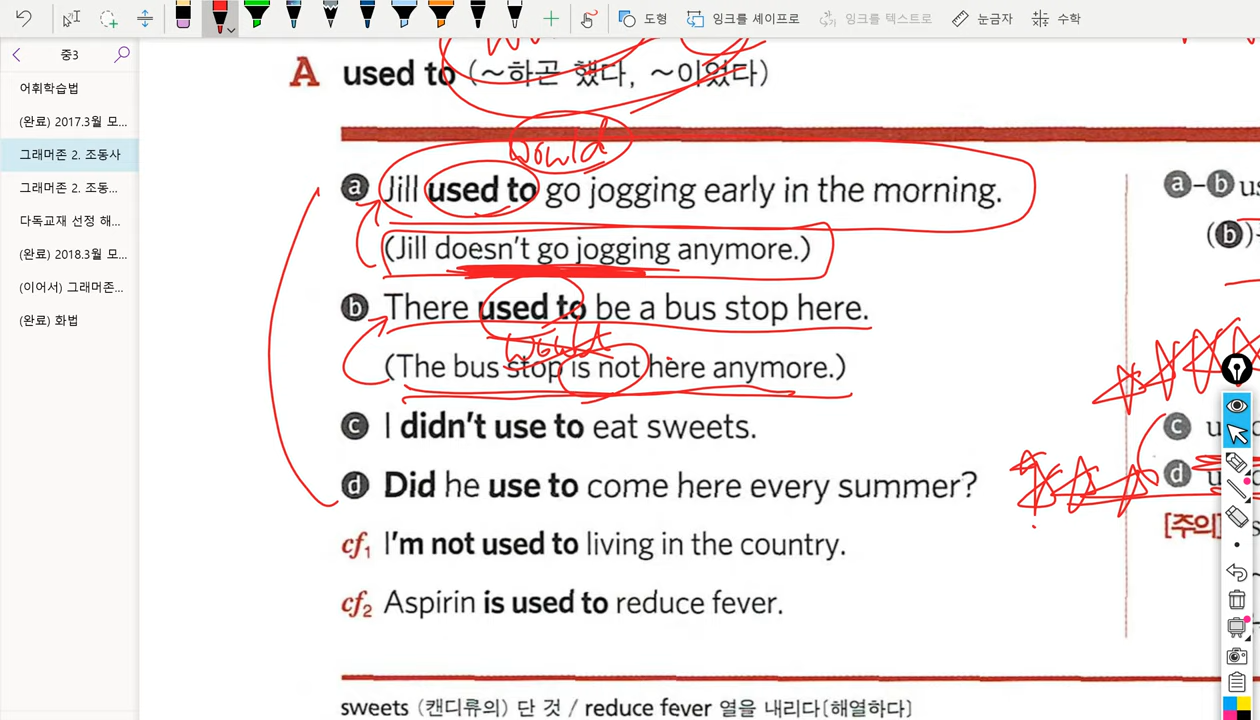 도형
잉크를 셰이프로
잉크를 텍스트로
눈금자
수학
중3
어휘학습법
(완료) 2017.3월 모...
그래머존 2. 조동사
그래머존 2. 조동...
다독교재 선정 해...
(완료) 2018.3월 모...
(이어서) 그래머존...
(완료) 화법
A used to (~하곤 했다, ~이었다)
would
a Jill used to go jogging early in the morning.
(Jill doesn't go jogging anymore.)
b There used to be a bus stop here.
would
(The bus stop is not here anymore.)
c I didn't use to eat sweets.
d Did he use to come here every summer?
cf1 I'm not used to living in the country.
cf2 Aspirin is used to reduce fever.
sweets (캔디류의) 단 것 / reduce fever 열을 내리다[해열하다]
a-b us
(b)-
c u
d u
[주의] s